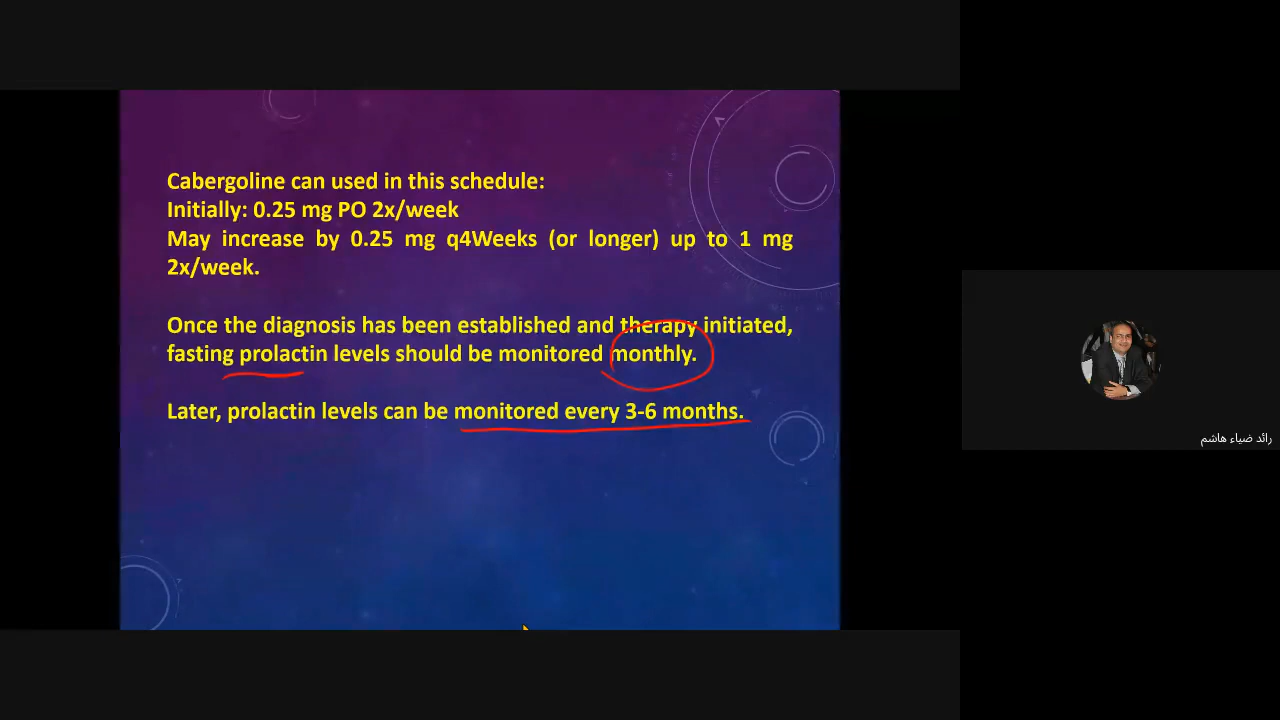 Cabergoline can used in this schedule:
Initially: 0.25 mg PO 2x/week
May increase by 0.25 mg q4Weeks (or longer) up to 1 mg
2x/week.
Once the diagnosis has been established and therapy initiated,
fasting prolactin levels should be monitored monthly.
Later, prolactin levels can be monitored every 3-6 months.
رائد ضياء هاشم